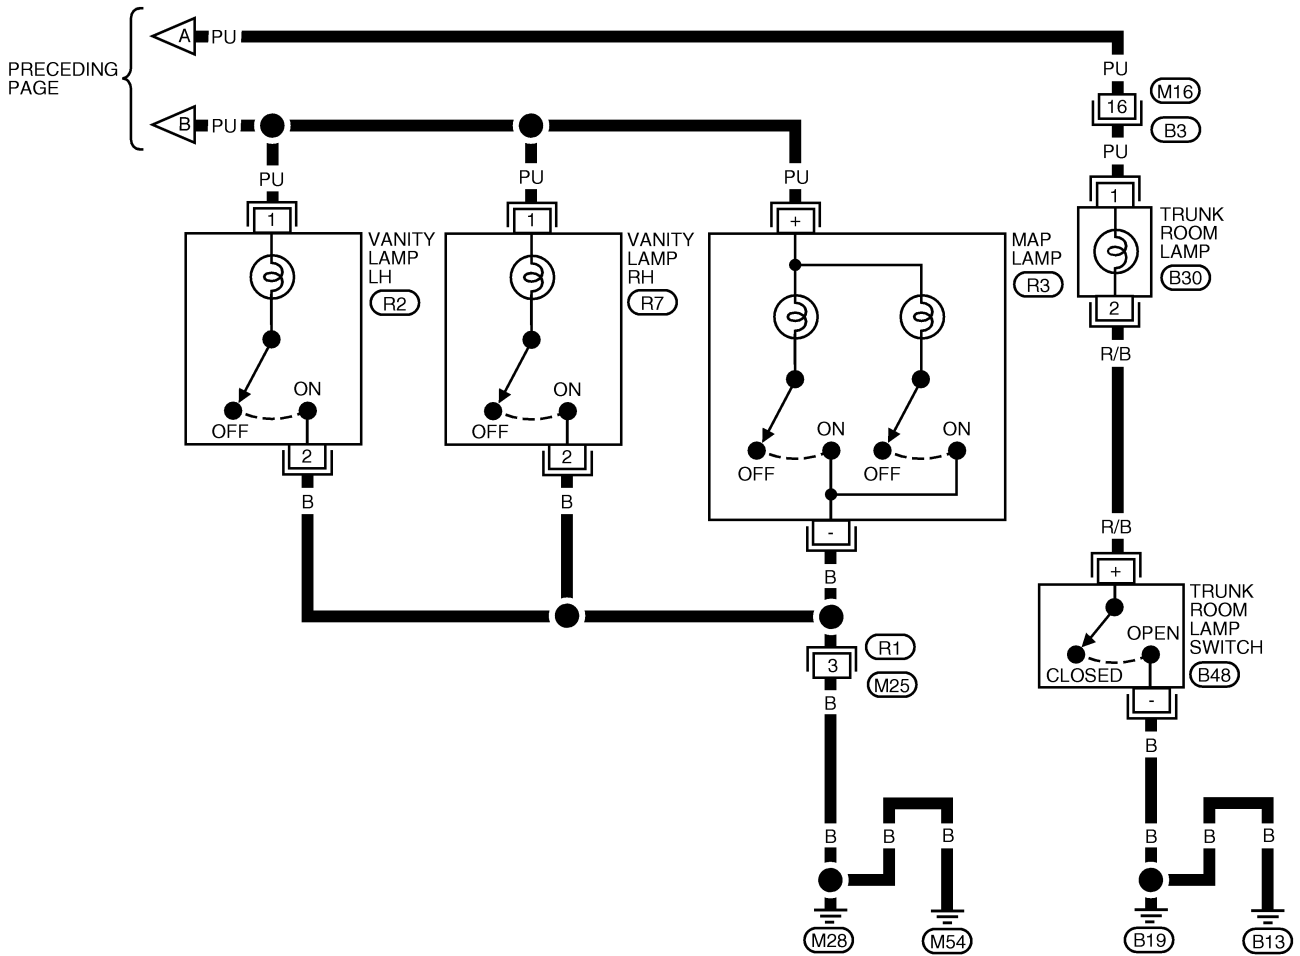 A PU
PRECEDING
PAGE
B PU
PU
16
M16
B3
PU
PU
PU
PU
1
VANITY
LAMP
LH
R2
OFF
ON
2
B
1
VANITY
LAMP
RH
R7
OFF
ON
2
B
+
MAP
LAMP
R3
OFF
ON
OFF
ON
-
B
R1
3
M25
B
B
B
B
M28
M54
1
TRUNK
ROOM
LAMP
B30
2
R/B
R/B
+
TRUNK
ROOM
LAMP
SWITCH
OPEN
CLOSED
B48
-
B
B
B
B
B19
B13